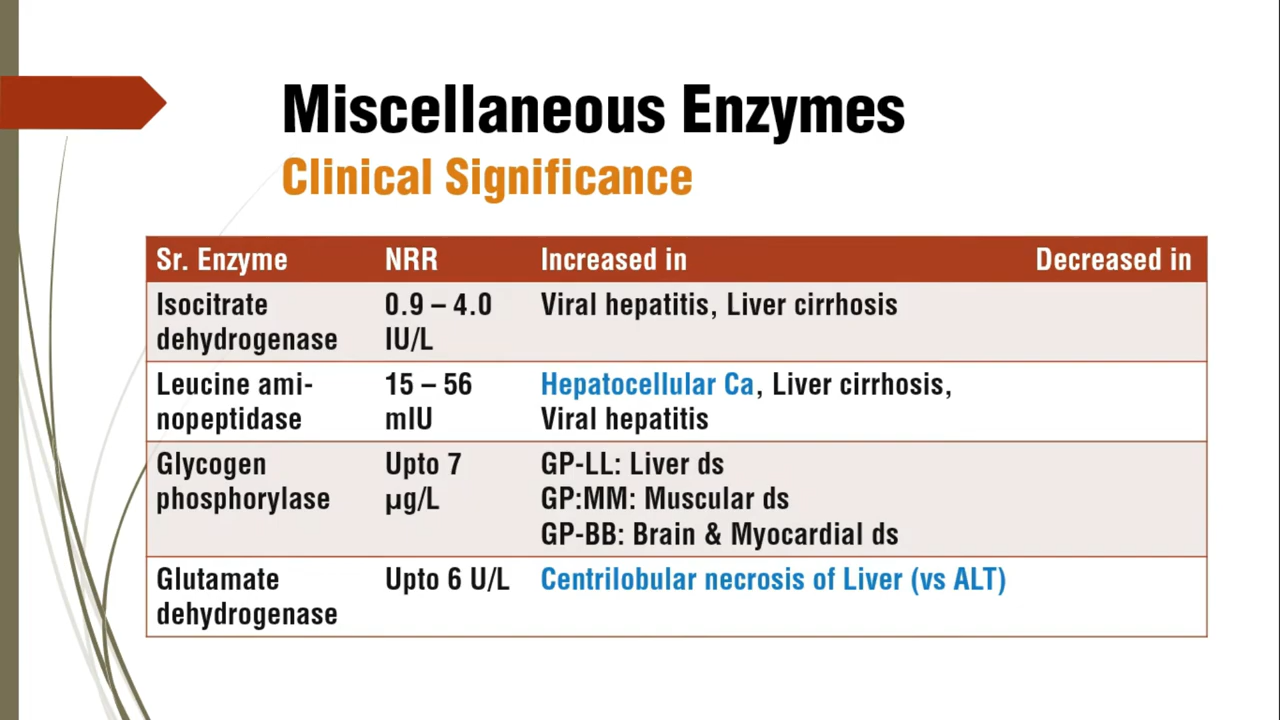 Miscellaneous Enzymes
Clinical Significance
Sr. Enzyme NRR Increased in Decreased in
Isocitrate 0.9 – 4.0 Viral hepatitis, Liver cirrhosis
dehydrogenase IU/L
Leucine ami- 15 – 56 Hepatocellular Ca, Liver cirrhosis,
nopeptidase mIU Viral hepatitis
Glycogen Upto 7 GP-LL: Liver ds
phosphorylase µg/L GP:MM: Muscular ds
GP-BB: Brain & Myocardial ds
Glutamate Upto 6 U/L Centrilobular necrosis of Liver (vs ALT)
dehydrogenase